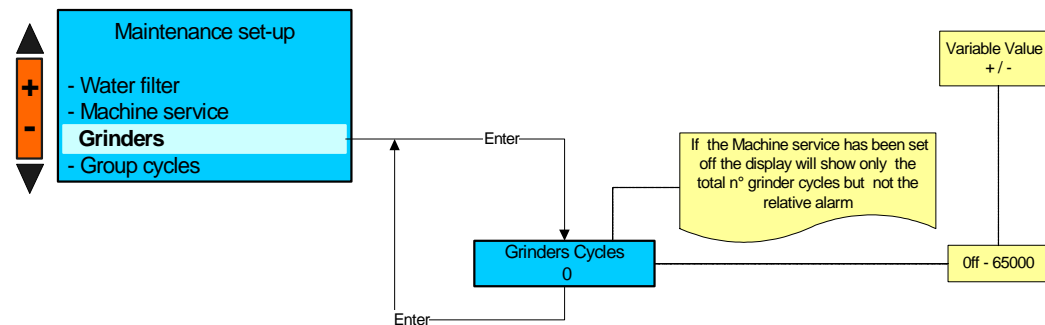 Maintenance set-up
+
-
- Water filter
- Machine service
Grinders
- Group cycles
Enter
If the Machine service has been set
off the display will show only the
total n° grinder cycles but not the
relative alarm
Variable Value
+ / -
Grinders Cycles
0
0ff - 65000
Enter